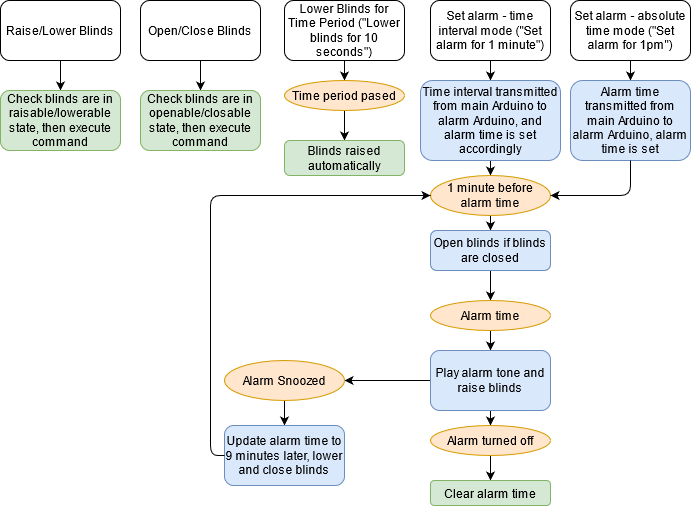 Raise/Lower Blinds
Open/Close Blinds
Lower Blinds for
Time Period ("Lower
blinds for 10
seconds")
Set alarm - time
interval mode ("Set
alarm for 1 minute")
Set alarm - absolute
time mode ("Set
alarm for 1pm")
Check blinds are in
raisable/lowerable
state, then execute
command
Check blinds are in
openable/closable
state, then execute
command
Time period pased
Blinds raised
automatically
Time interval transmitted
from main Arduino to
alarm Arduino, and
alarm time is set
accordingly
Alarm time
transmitted from
main Arduino to
alarm Arduino, alarm
time is set
1 minute before
alarm time
Open blinds if blinds
are closed
Alarm time
Play alarm tone and
raise blinds
Alarm Snoozed
Update alarm time to
9 minutes later, lower
and close blinds
Alarm turned off
Clear alarm time